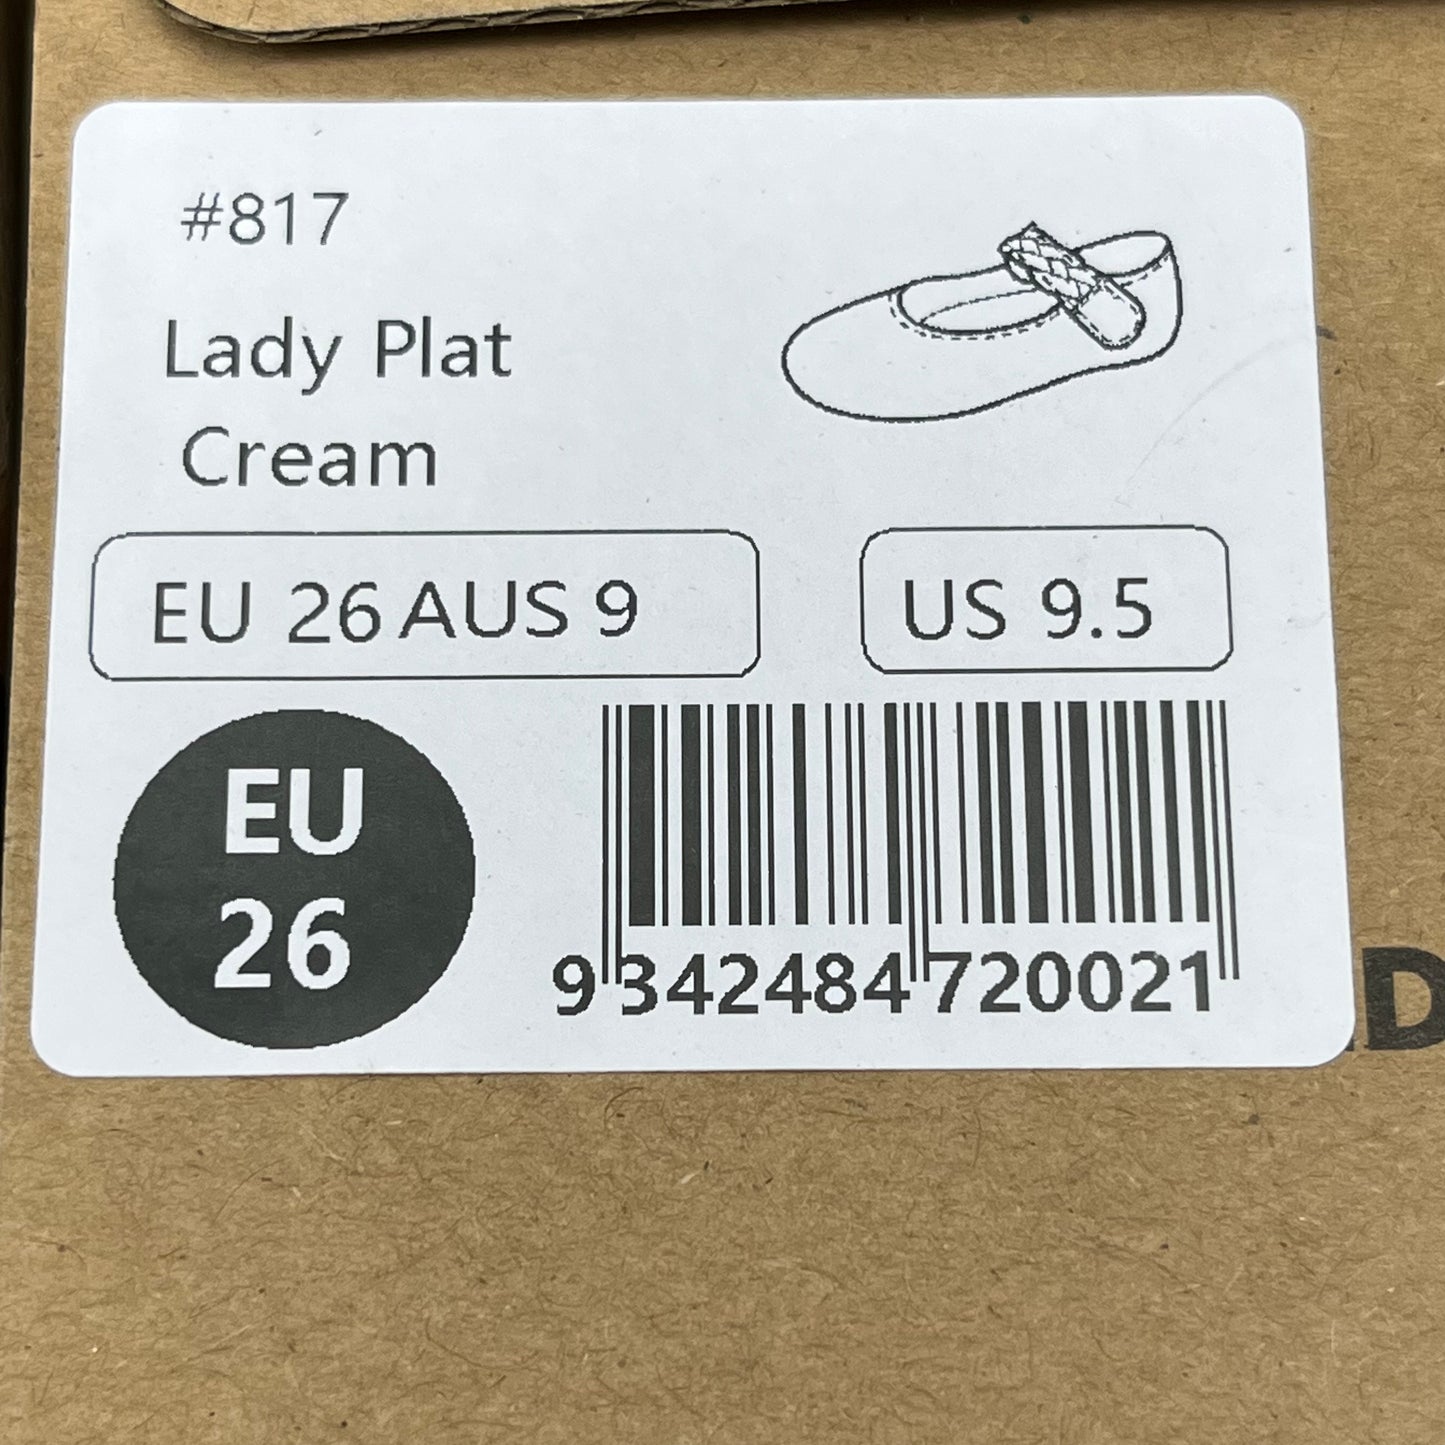 #817
Lady Plat
Cream
EU 26 AUS 9
US 9.5
EU
26
9 342484 720021